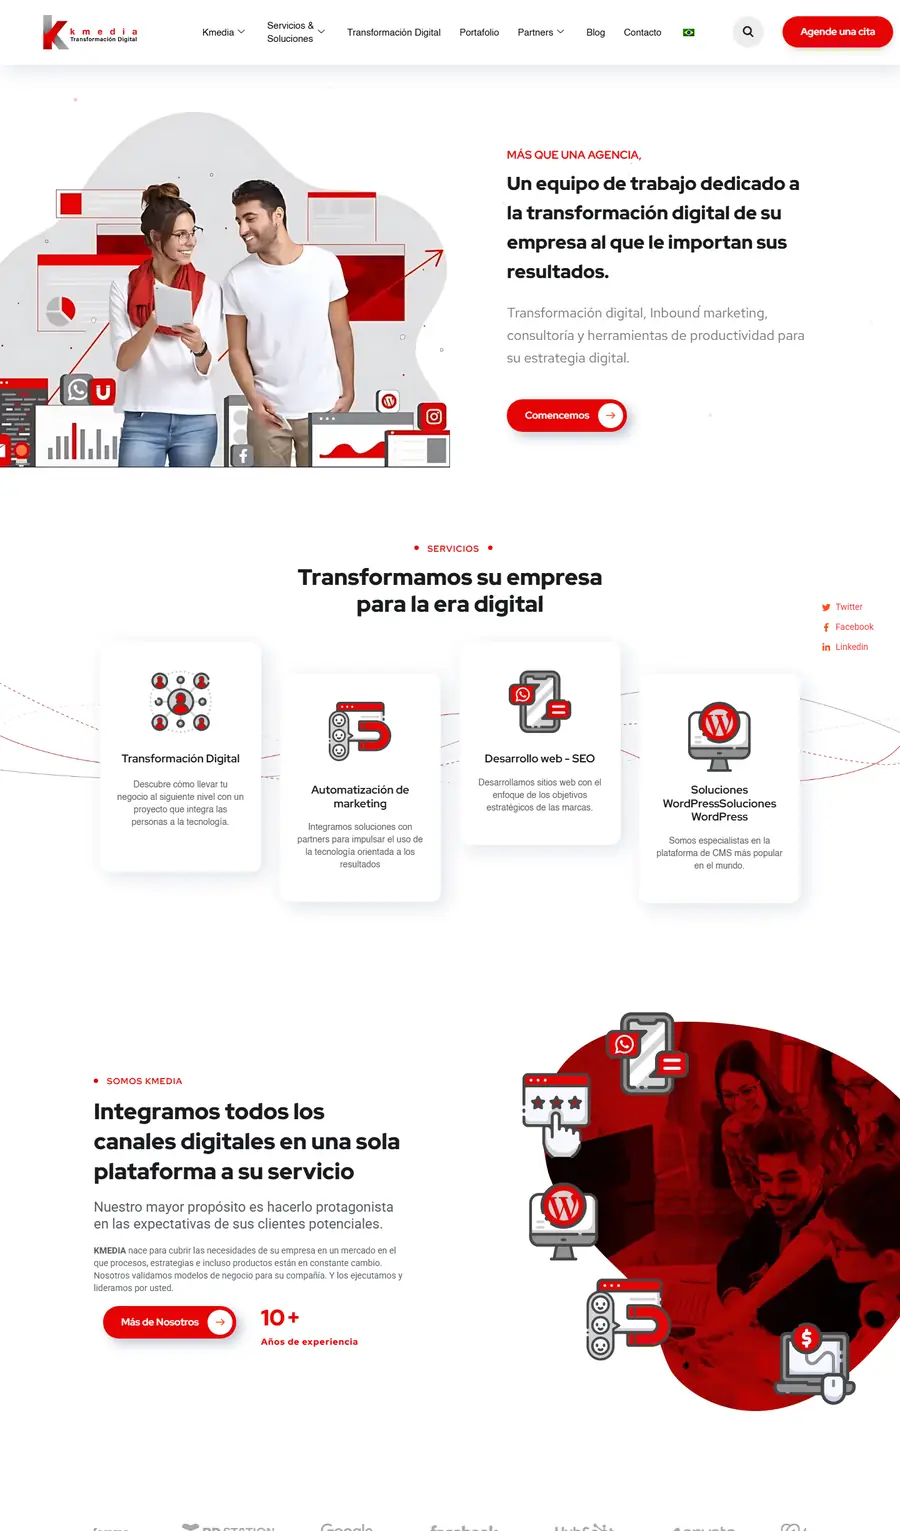 kmedia
Transformación Digital
Kmedia
Servicios &
Soluciones
Transformación Digital
Portafolio
Partners
Blog
Contacto
Agende una cita
MÁS QUE UNA AGENCIA,
Un equipo de trabajo dedicado a
la transformación digital de su
empresa al que le importan sus
resultados.
Transformación digital, Inbound marketing,
consultoría y herramientas de productividad para
su estrategia digital.
Comencemos
SERVICIOS
Transformamos su empresa
para la era digital
Twitter
Facebook
Linkedin
Transformación Digital
Descubre cómo llevar tu
negocio al siguiente nivel con un
proyecto que integra las
personas a la tecnología.
Automatización de
marketing
Integramos soluciones con
partners para impulsar el uso de
la tecnología orientada a los
resultados
Desarrollo web - SEO
Desarrollamos sitios web con el
enfoque de los objetivos
estratégicos de las marcas.
Soluciones
WordPressSoluciones
WordPress
Somos especialistas en la
plataforma de CMS más popular
en el mundo.
SOMOS KMEDIA
Integramos todos los
canales digitales en una sola
plataforma a su servicio
Nuestro mayor propósito es hacerlo protagonista
en las expectativas de sus clientes potenciales.
KMEDIA nace para cubrir las necesidades de su empresa en un mercado en el
que procesos, estrategias e incluso productos están en constante cambio.
Nosotros validamos modelos de negocio para su compañía. Y los ejecutamos y
lideramos por usted.
Más de Nosotros
10+
Años de experiencia
RD STATION
Google
facebook
HubSpot